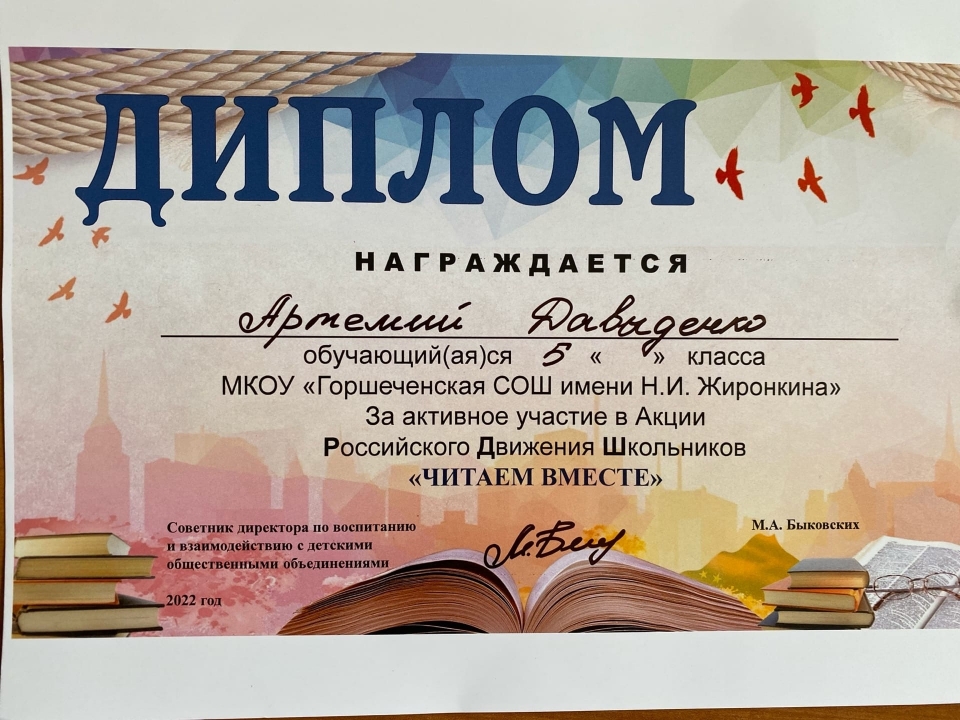 ДИПЛОМ
НАГРАЖДАЕТСЯ
Артемий Давыденко
обучающий(ая)ся 5 « » класса
МКОУ «Горшеченская СОШ имени Н.И. Жиронкина»
За активное участие в Акции
Российского Движения Школьников
«ЧИТАЕМ ВМЕСТЕ»
Советник директора по воспитанию
и взаимодействию с детскими
общественными объединениями
М.А. Быковских
2022 год